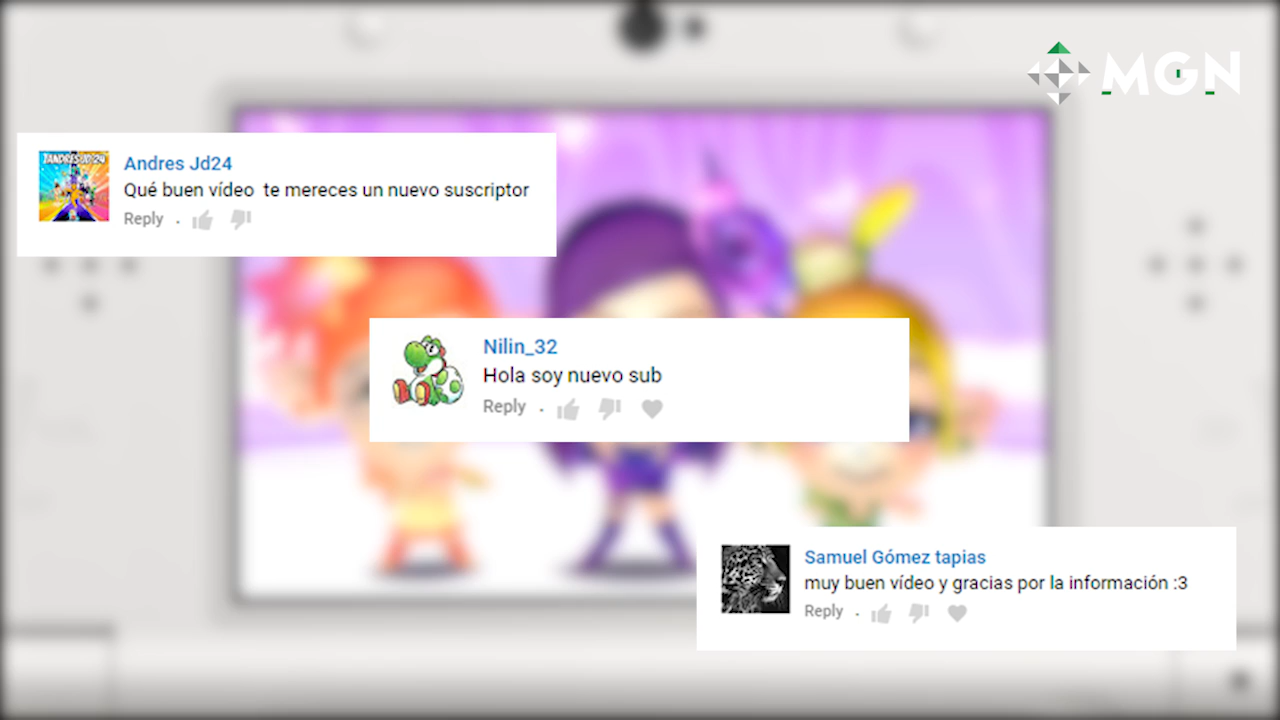 MGN
TANDRESJD24
Andres Jd24
Qué buen vídeo te mereces un nuevo suscriptor
Reply .
Nilin_32
Hola soy nuevo sub
Reply .
Samuel Gómez tapias
muy buen vídeo y gracias por la información :3
Reply .